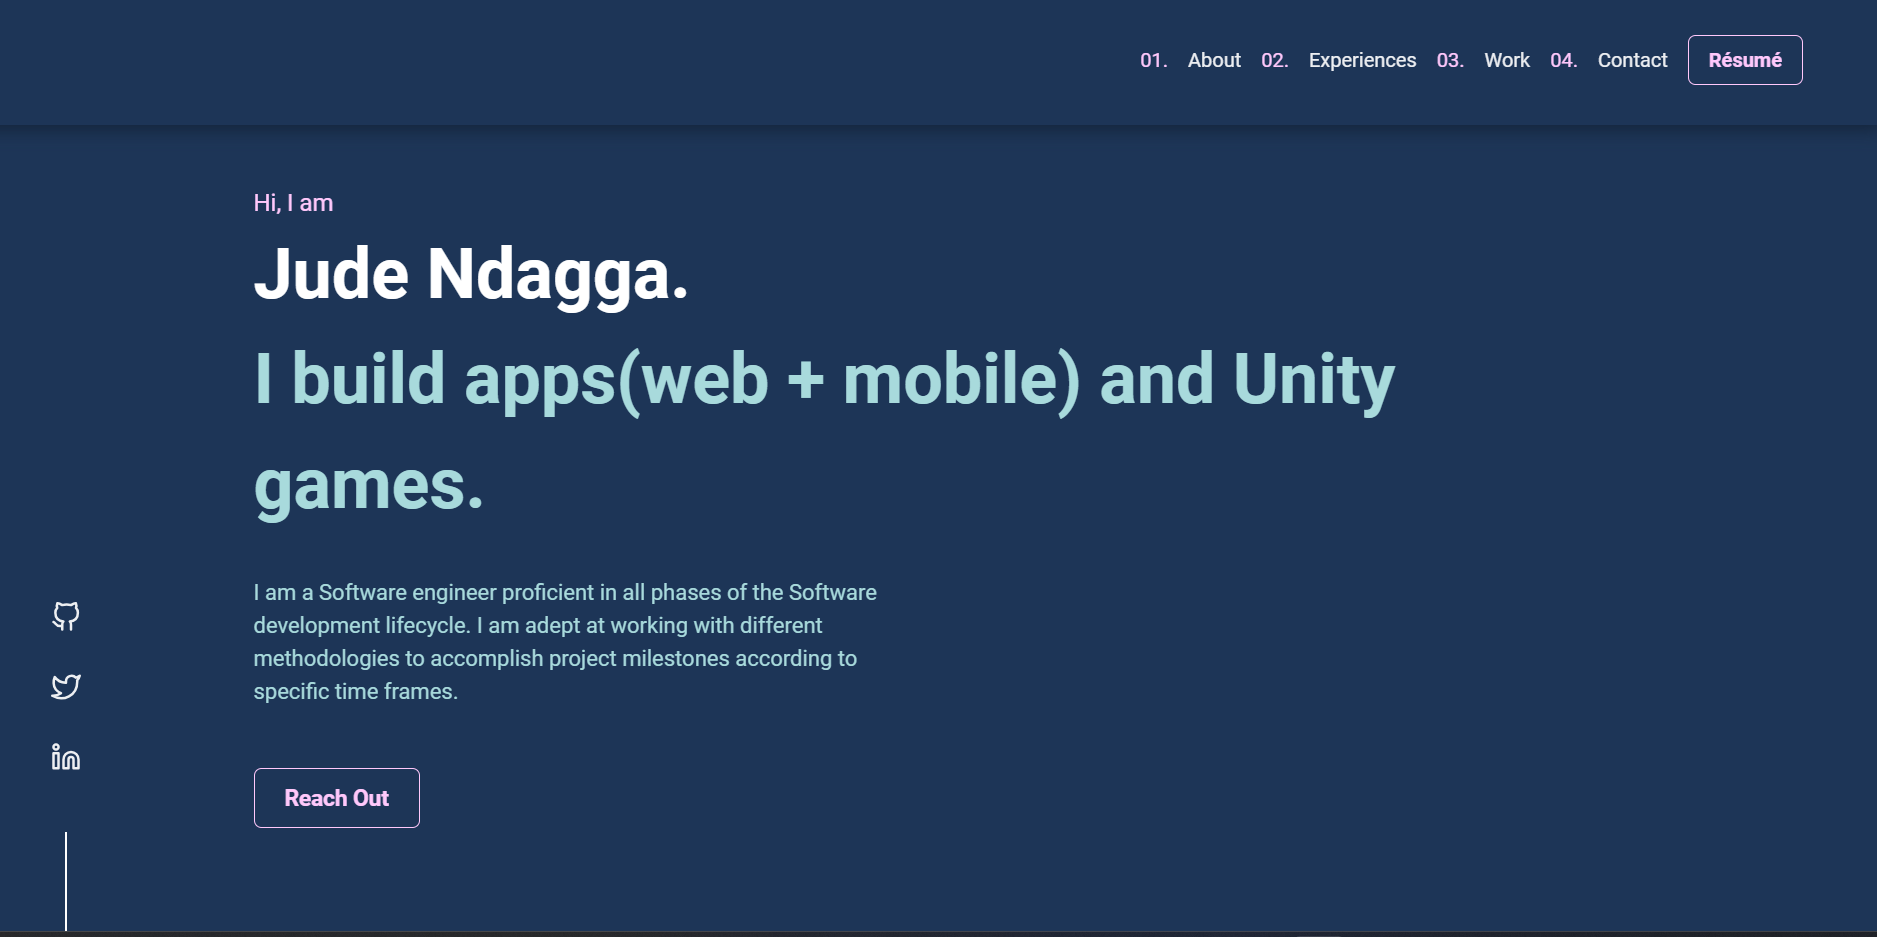 01. About 02. Experiences 03. Work 04. Contact Résumé
Hi, I am
Jude Ndagga.
I build apps(web + mobile) and Unity
games.
I am a Software engineer proficient in all phases of the Software
development lifecycle. I am adept at working with different
methodologies to accomplish project milestones according to
specific time frames.
in
Reach Out